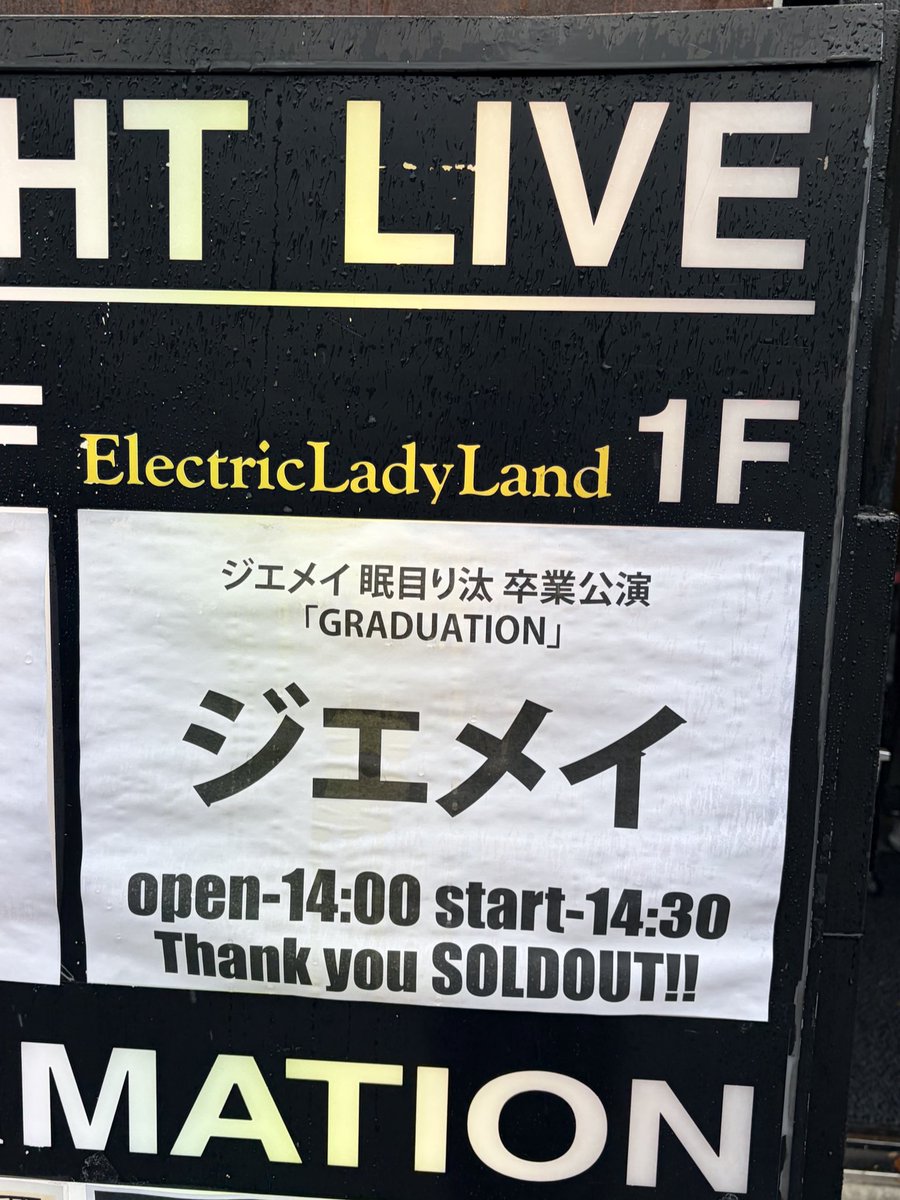 HT LIVE
F
ElectricLadyLand 1F
ジエメイ 眠目り汰 卒業公演
「GRADUATION」
ジエメイ
open-14:00 start-14:30
Thank you SOLDOUT!!
MATION